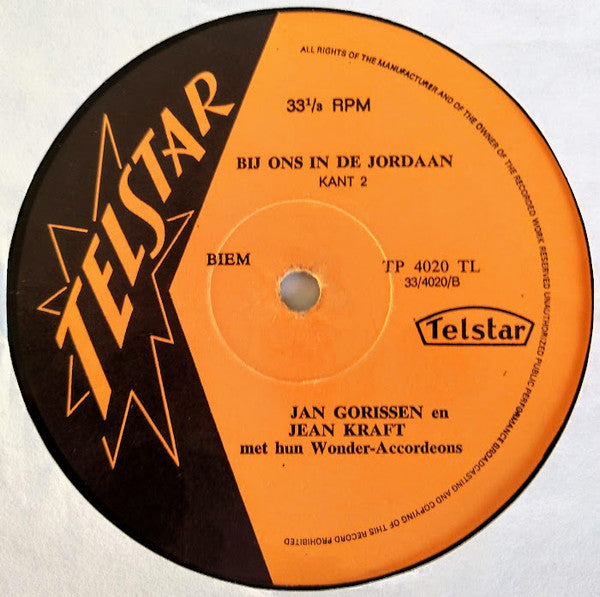 TELSTAR
ALL RIGHTS OF THE MANUFACTURER AND OF THE OWNER OF THE RECORDED WORK RESERVED UNAUTHORIZED PUBLIC PERFORMANCE BROADCASTING AND COPYING OF THIS RECORD PROHIBITED
33¹/₃ RPM
BIJ ONS IN DE JORDAAN
KANT 2
BIEM
TP 4020 TL
33/4020/B
Telstar
JAN GORISSEN en
JEAN KRAFT
met hun Wonder-Accordeons